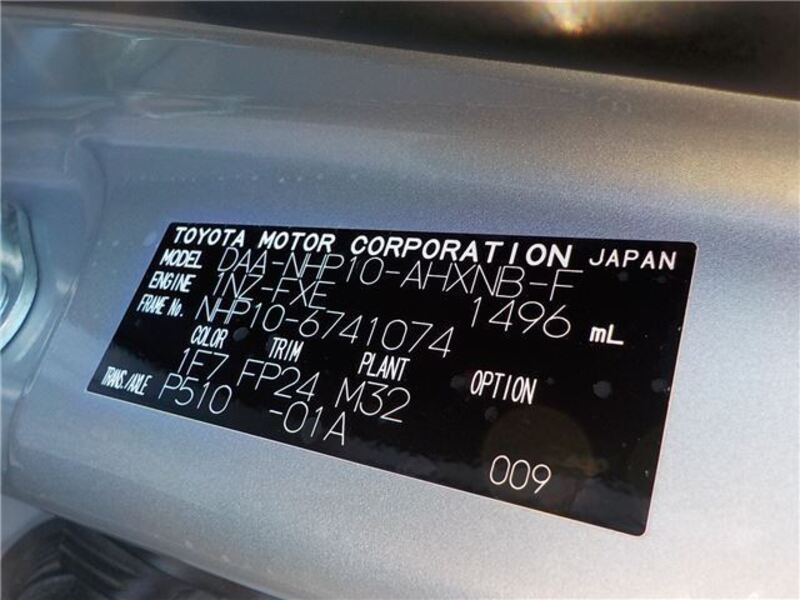 TOYOTA MOTOR CORPORATION JAPAN
MODEL DAA-NHP10-AHXNB-F
ENGINE 1NZ-FXE 1496 mL
FRAME No. NHP10-6741074
COLOR TRIM PLANT OPTION
1F7 FP24 M32
TRANS./AXLE P510 -01A
009